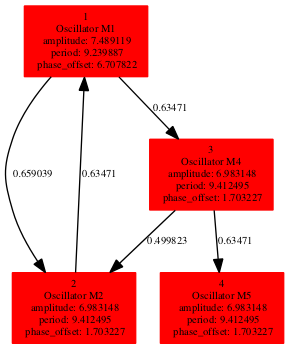 1
Oscillator M1
amplitude: 7.489119
period: 9.239887
phase_offset: 6.707822
0.63471
3
Oscillator M4
amplitude: 6.983148
period: 9.412495
phase_offset: 1.703227
0.659039
0.63471
0.499823
0.63471
2
Oscillator M2
amplitude: 6.983148
period: 9.412495
phase_offset: 1.703227
4
Oscillator M5
amplitude: 6.983148
period: 9.412495
phase_offset: 1.703227